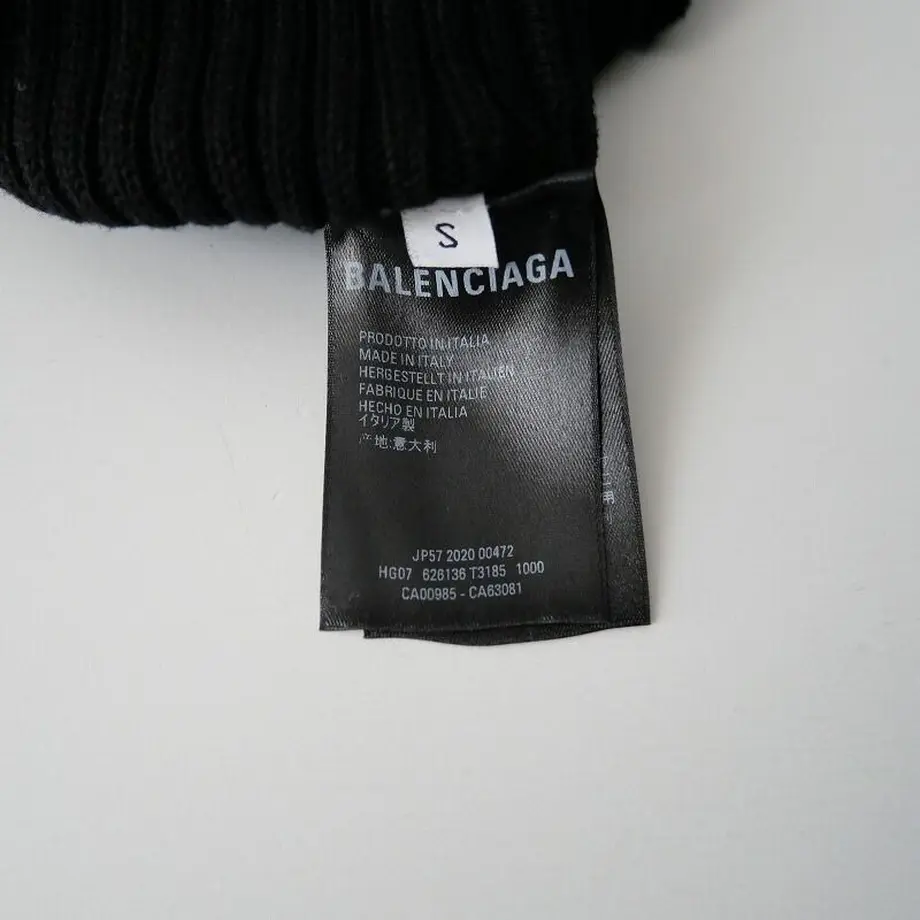 S
BALENCIAGA
PRODOTTO IN ITALIA
MADE IN ITALY
HERGESTELLT IN ITALIEN
FABRIQUE EN ITALIE
HECHO EN ITALIA
イタリア製
产地:意大利
用
JP57 2020 00472
HG07 626136 T3185 1000
CA00985 - CA63081